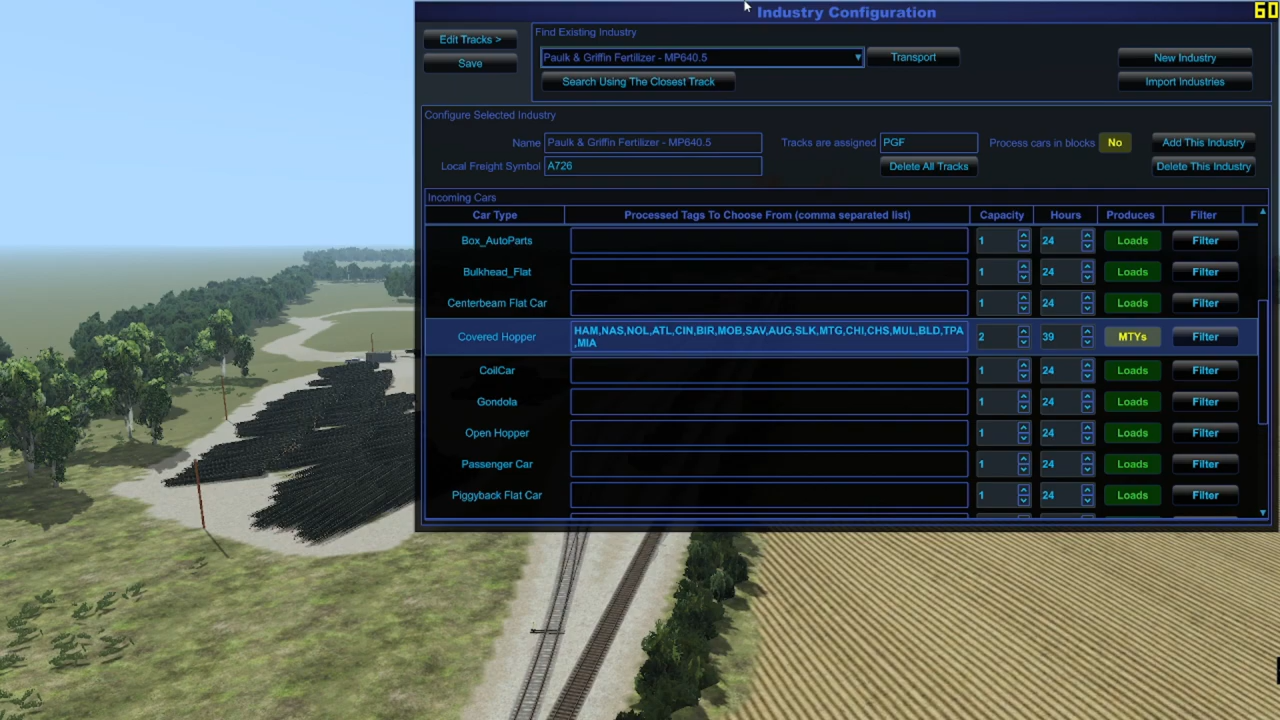 Industry Configuration
60
Edit Tracks >
Save
Find Existing Industry
Paulk & Griffin Fertilizer - MP640.5
Transport
New Industry
Search Using The Closest Track
Import Industries
Configure Selected Industry
Name Paulk & Griffin Fertilizer - MP640.5 Tracks are assigned PGF Process cars in blocks No Add This Industry
Local Freight Symbol A726 Delete All Tracks Delete This Industry
Incoming Cars
Car Type Processed Tags To Choose From (comma separated list) Capacity Hours Produces Filter
Box_AutoParts 1 24 Loads Filter
Bulkhead_Flat 1 24 Loads Filter
Centerbeam Flat Car 1 24 Loads Filter
Covered Hopper HAM,NAS,NOL,ATL,CIN,BIR,MOB,SAV,AUG,SLK,MTG,CHI,CHS,MUL,BLD,TPA 2 39 MTYs Filter
,MIA
CoilCar 1 24 Loads Filter
Gondola 1 24 Loads Filter
Open Hopper 1 24 Loads Filter
Passenger Car 1 24 Loads Filter
Piggyback Flat Car 1 24 Loads Filter